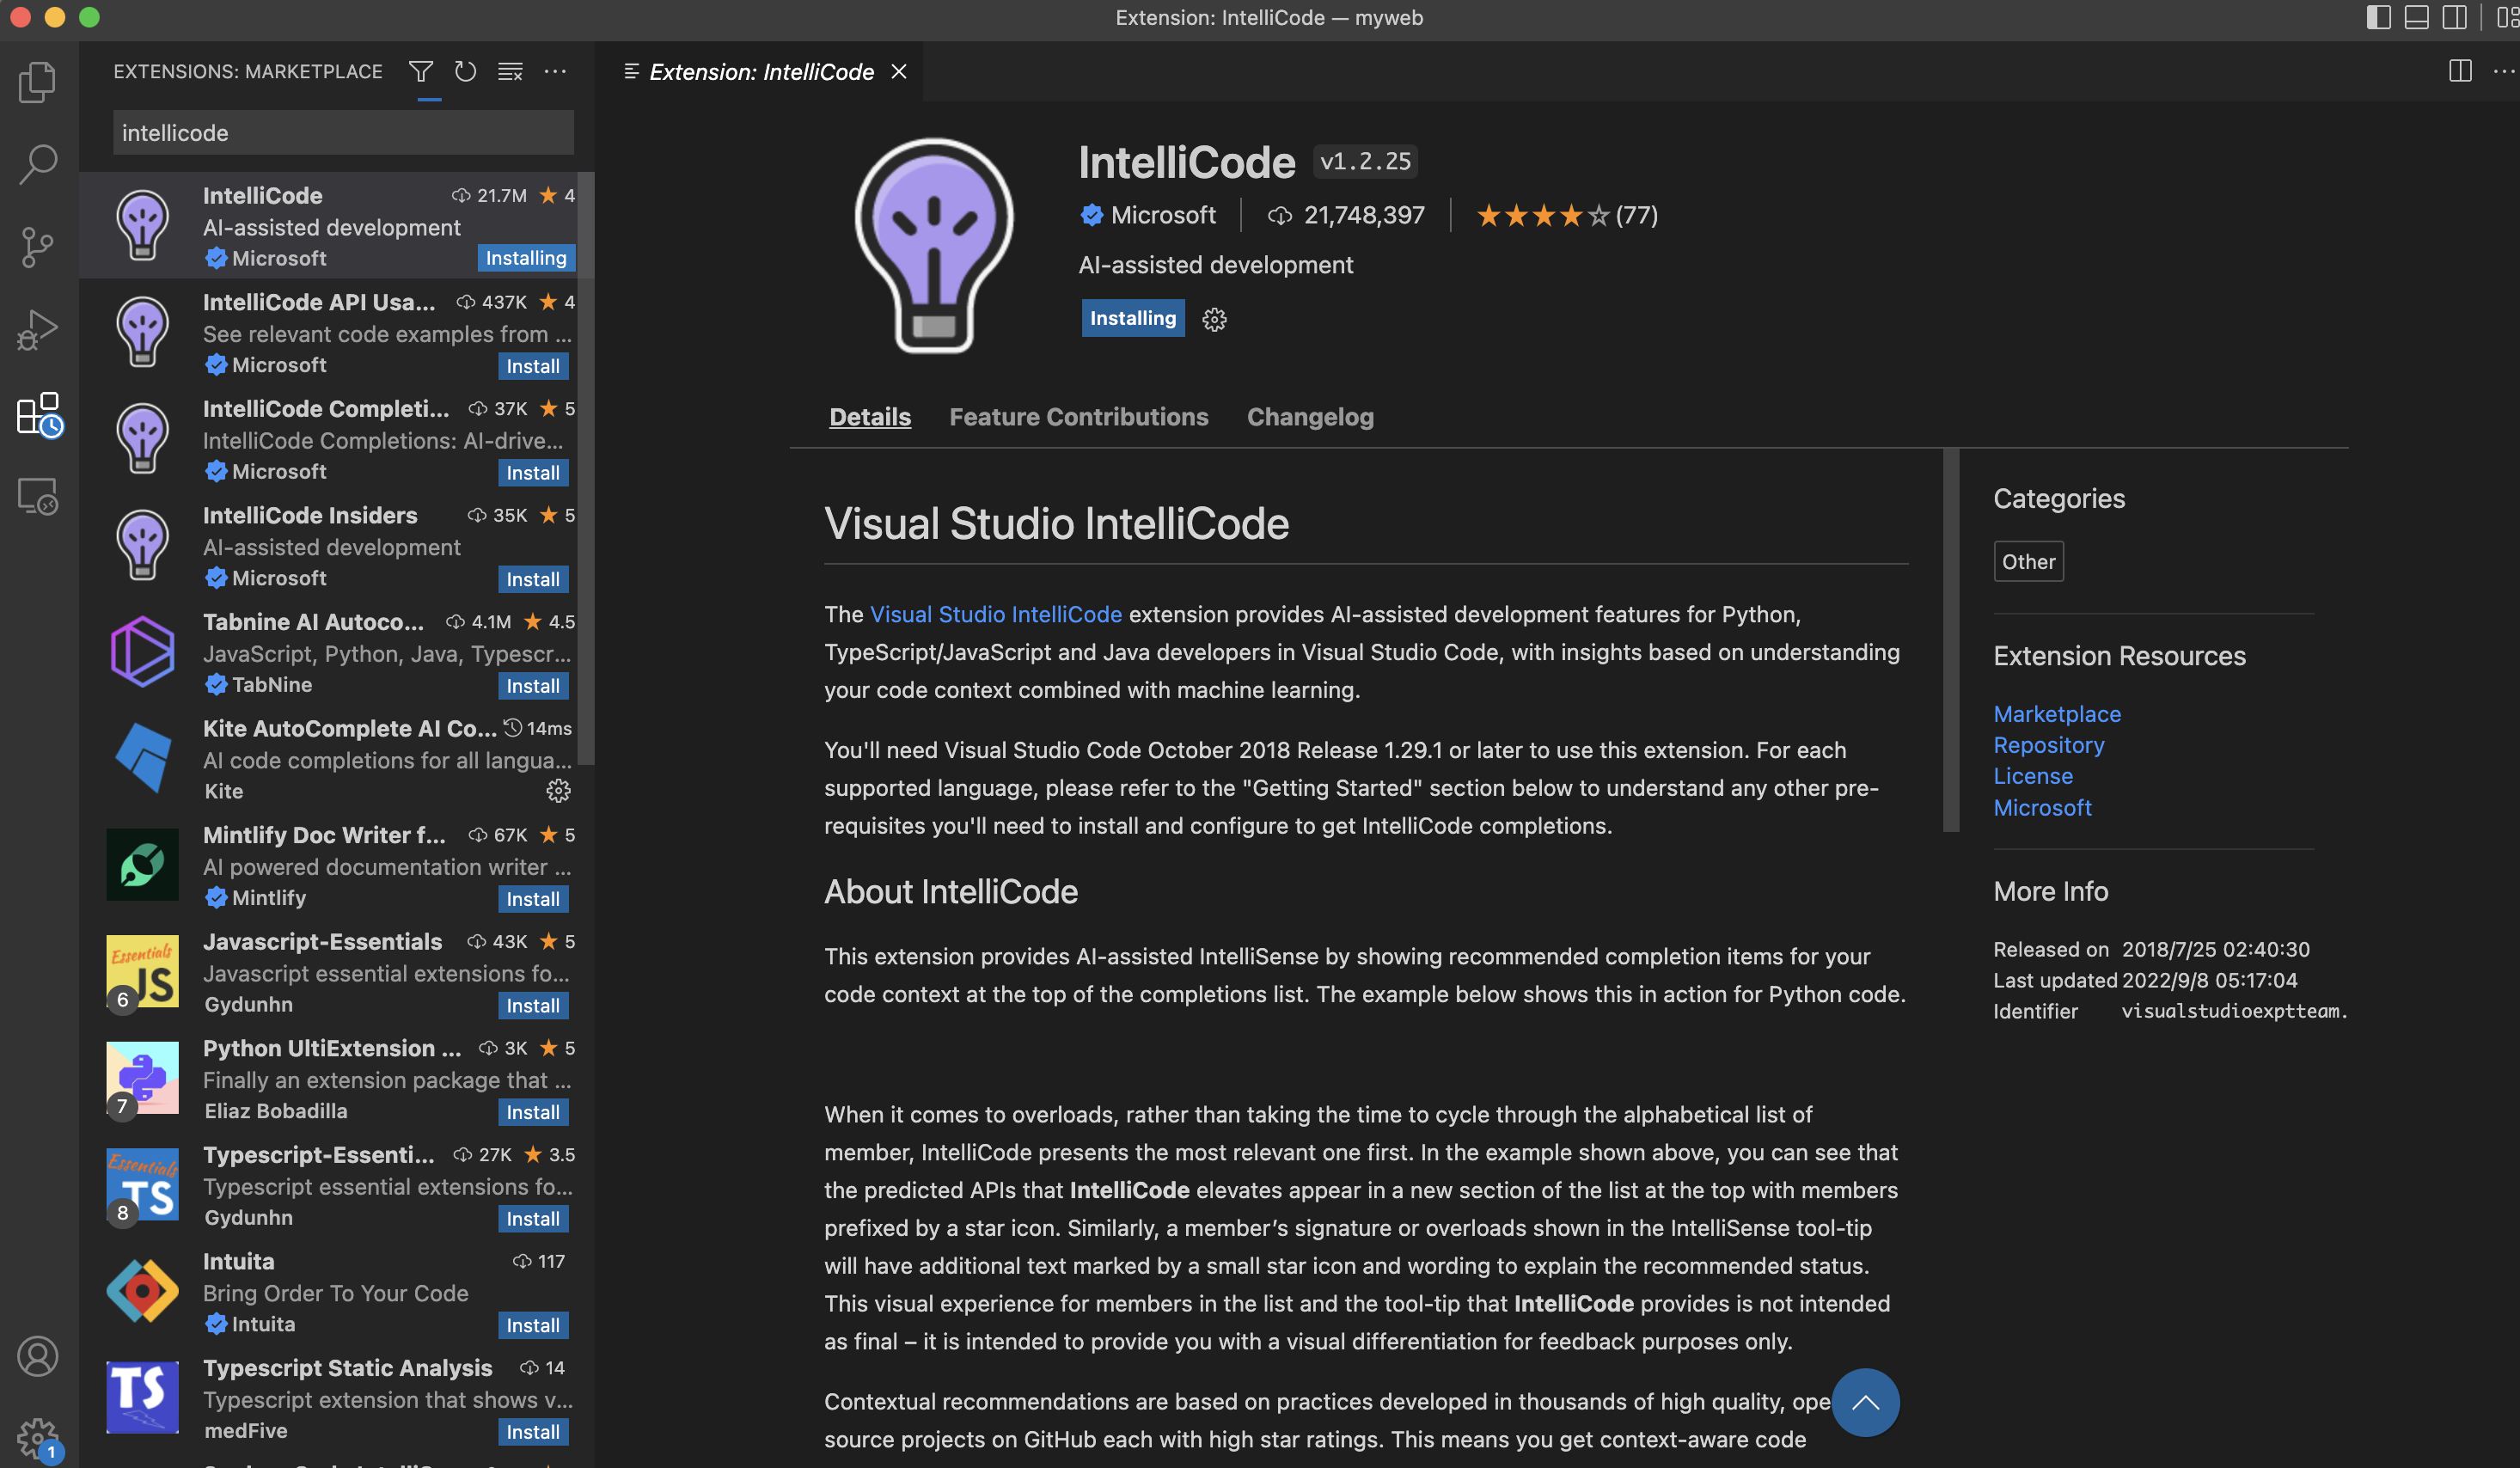 Extension: IntelliCode — myweb
EXTENSIONS: MARKETPLACE
intellicode
IntelliCode 21.7M 4
AI-assisted development
Microsoft Installing
IntelliCode API Usa... 437K 4
See relevant code examples from ...
Microsoft Install
IntelliCode Completi... 37K 5
IntelliCode Completions: AI-drive...
Microsoft Install
IntelliCode Insiders 35K 5
AI-assisted development
Microsoft Install
Tabnine AI Autoco... 4.1M 4.5
JavaScript, Python, Java, Typescr...
TabNine Install
Kite AutoComplete AI Co... 14ms
AI code completions for all langua...
Kite
Mintlify Doc Writer f... 67K 5
AI powered documentation writer ...
Mintlify Install
Essentials
JS
6
Javascript-Essentials 43K 5
Javascript essential extensions fo...
Gydunhn Install
7
Python UltiExtension ... 3K 5
Finally an extension package that ...
Eliaz Bobadilla Install
Essentials
TS
8
Typescript-Essenti... 27K 3.5
Typescript essential extensions fo...
Gydunhn Install
Intuita 117
Bring Order To Your Code
Intuita Install
TS
Typescript Static Analysis 14
Typescript extension that shows v...
medFive Install
1
Extension: IntelliCode
IntelliCode v1.2.25
Microsoft 21,748,397 (77)
AI-assisted development
Installing
Details Feature Contributions Changelog
Visual Studio IntelliCode
The Visual Studio IntelliCode extension provides AI-assisted development features for Python,
TypeScript/JavaScript and Java developers in Visual Studio Code, with insights based on understanding
your code context combined with machine learning.
You'll need Visual Studio Code October 2018 Release 1.29.1 or later to use this extension. For each
supported language, please refer to the "Getting Started" section below to understand any other pre-
requisites you'll need to install and configure to get IntelliCode completions.
About IntelliCode
This extension provides AI-assisted IntelliSense by showing recommended completion items for your
code context at the top of the completions list. The example below shows this in action for Python code.
When it comes to overloads, rather than taking the time to cycle through the alphabetical list of
member, IntelliCode presents the most relevant one first. In the example shown above, you can see that
the predicted APIs that IntelliCode elevates appear in a new section of the list at the top with members
prefixed by a star icon. Similarly, a member’s signature or overloads shown in the IntelliSense tool-tip
will have additional text marked by a small star icon and wording to explain the recommended status.
This visual experience for members in the list and the tool-tip that IntelliCode provides is not intended
as final – it is intended to provide you with a visual differentiation for feedback purposes only.
Contextual recommendations are based on practices developed in thousands of high quality, ope
source projects on GitHub each with high star ratings. This means you get context-aware code
Categories
Other
Extension Resources
Marketplace
Repository
License
Microsoft
More Info
Released on 2018/7/25 02:40:30
Last updated 2022/9/8 05:17:04
Identifier visualstudioexptteam.